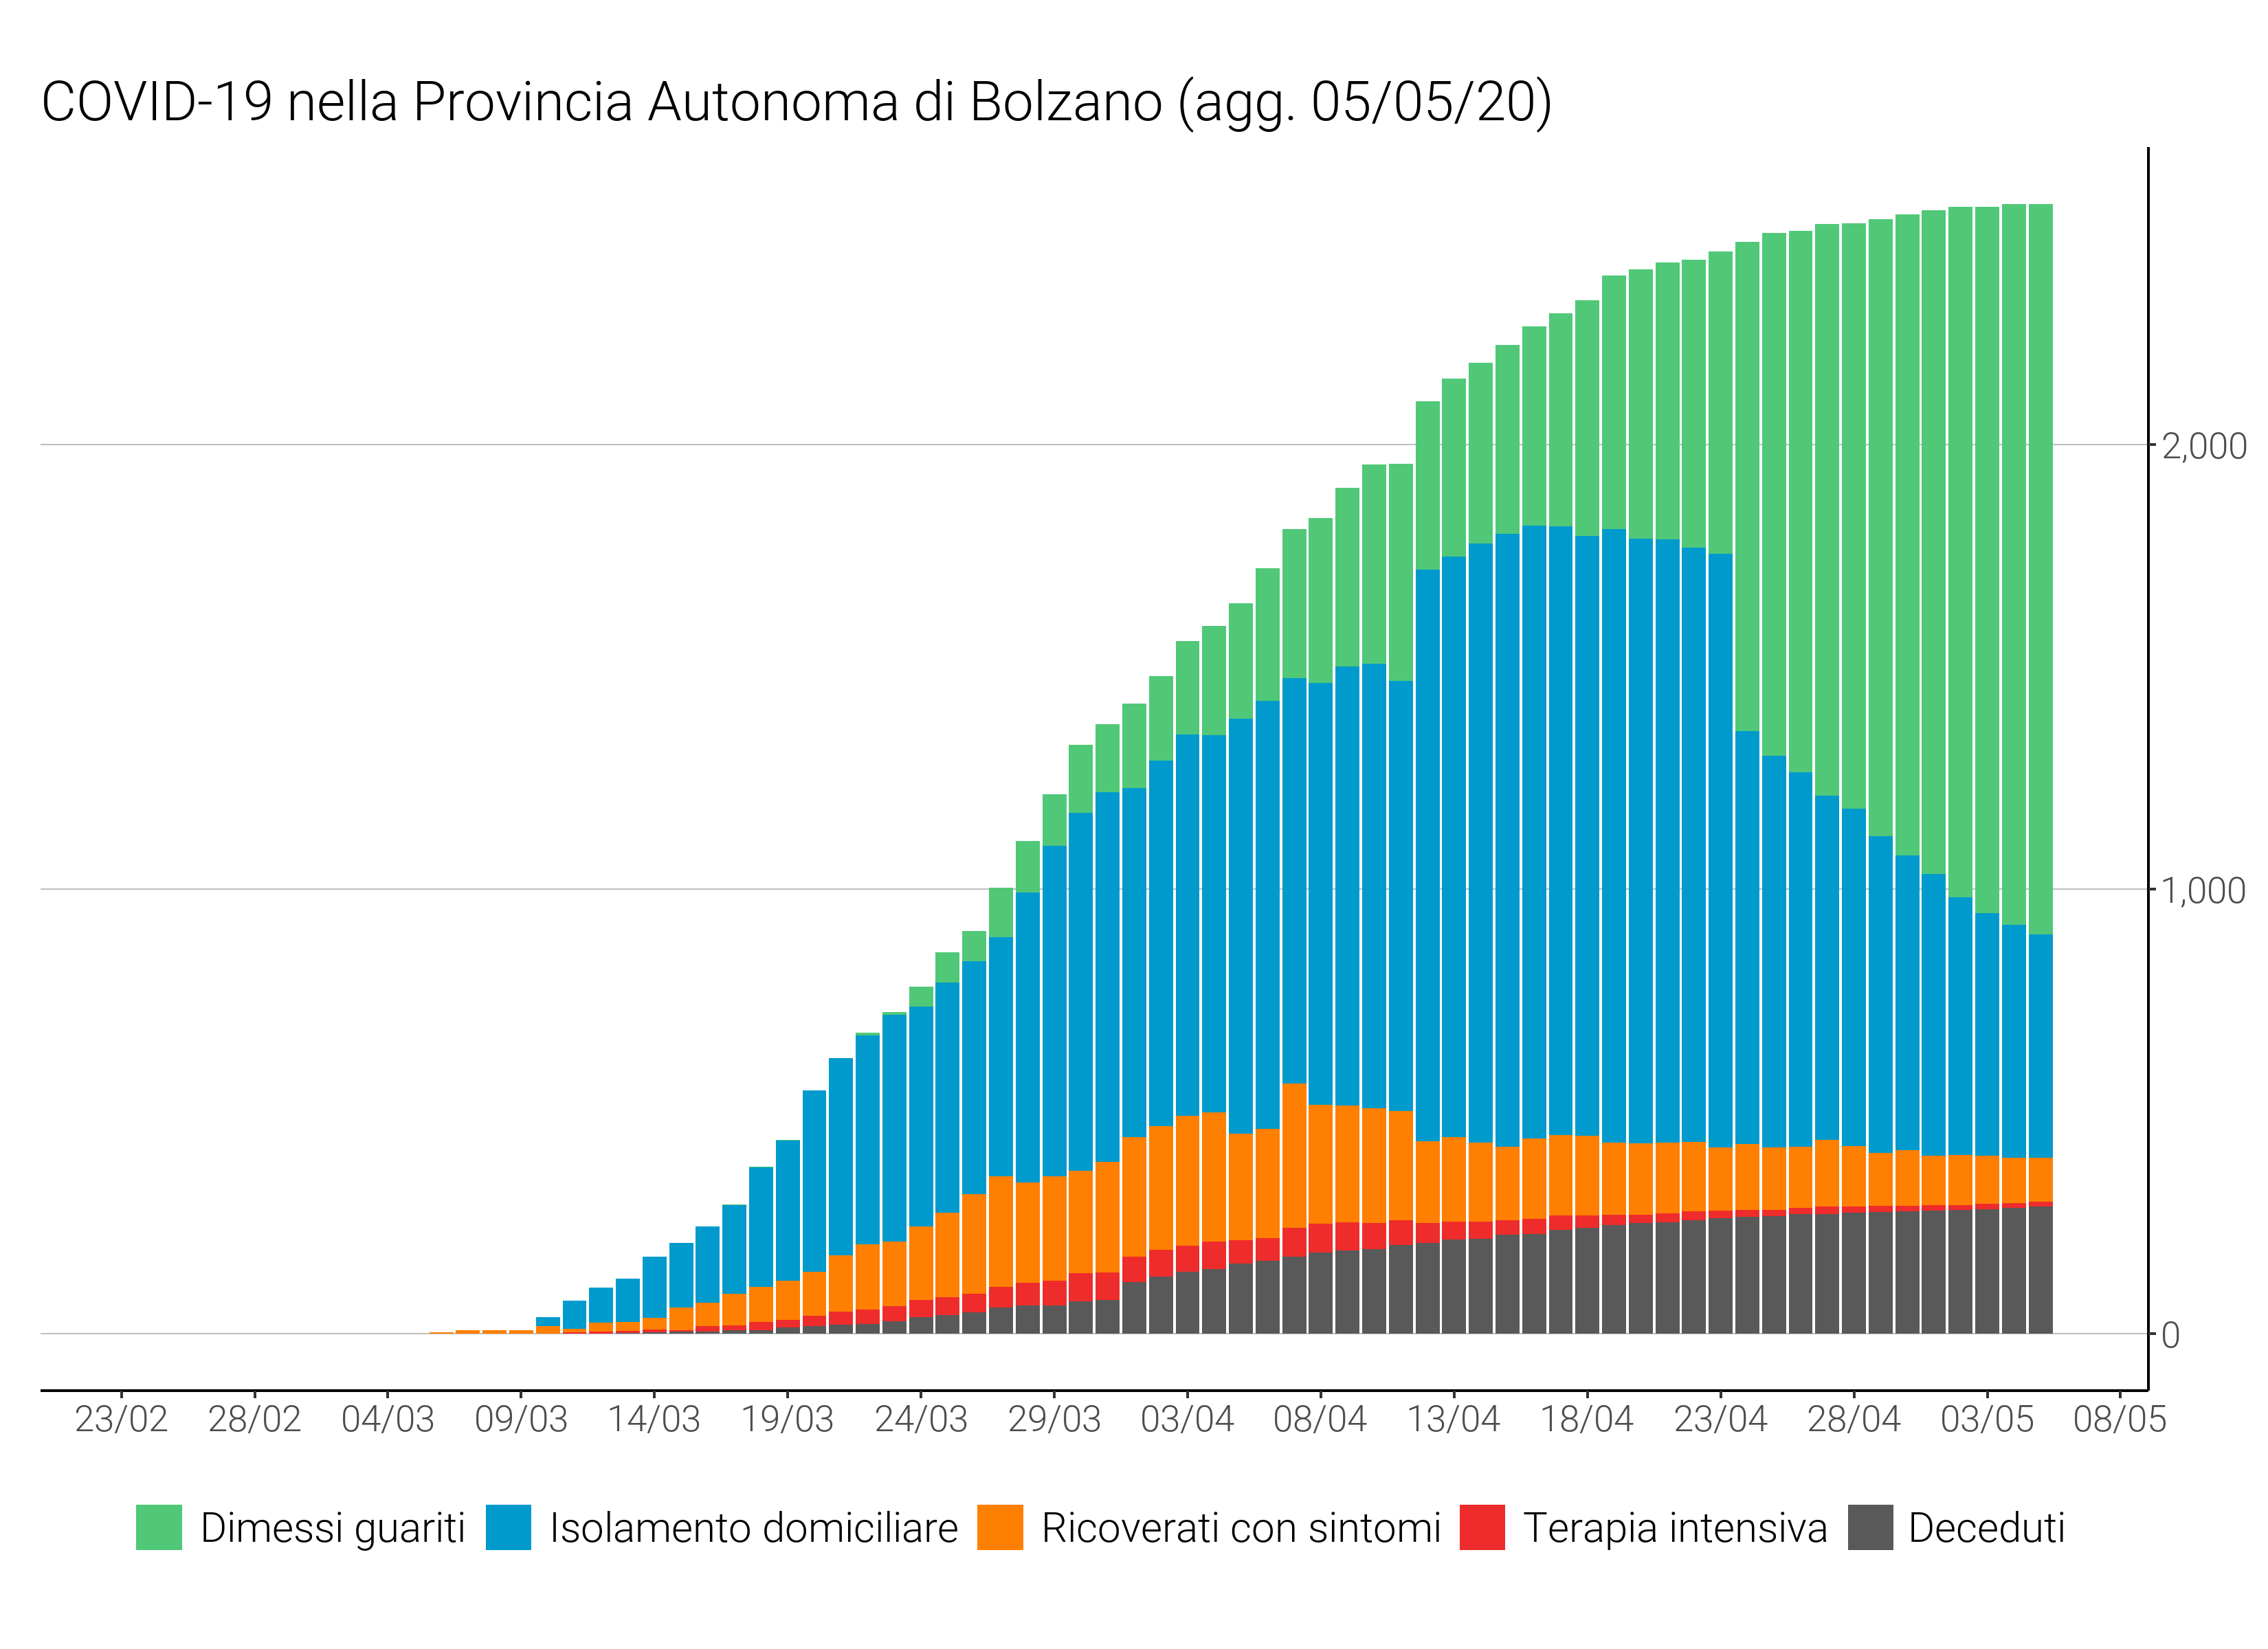 COVID-19 nella Provincia Autonoma di Bolzano (agg. 05/05/20)
2,000
1,000
0
23/02 28/02 04/03 09/03 14/03 19/03 24/03 29/03 03/04 08/04 13/04 18/04 23/04 28/04 03/05 08/05
Dimessi guariti Isolamento domiciliare Ricoverati con sintomi Terapia intensiva Deceduti